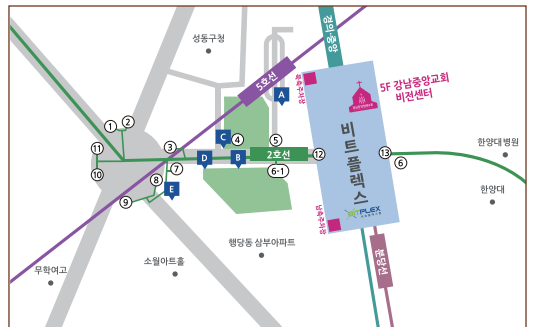 성동구청
경의·중앙
5호선
북측주차장
5F 강남중앙교회
비전센터
A
1
2
3
C
4
5
11
D
B
2호선
12
13
6
한양대병원
7
6-1
10
8
E
9
비트플렉스
한양대
BITPLEX
남측주차장
행당동 삼부아파트
소월아트홀
무학여고
분당선